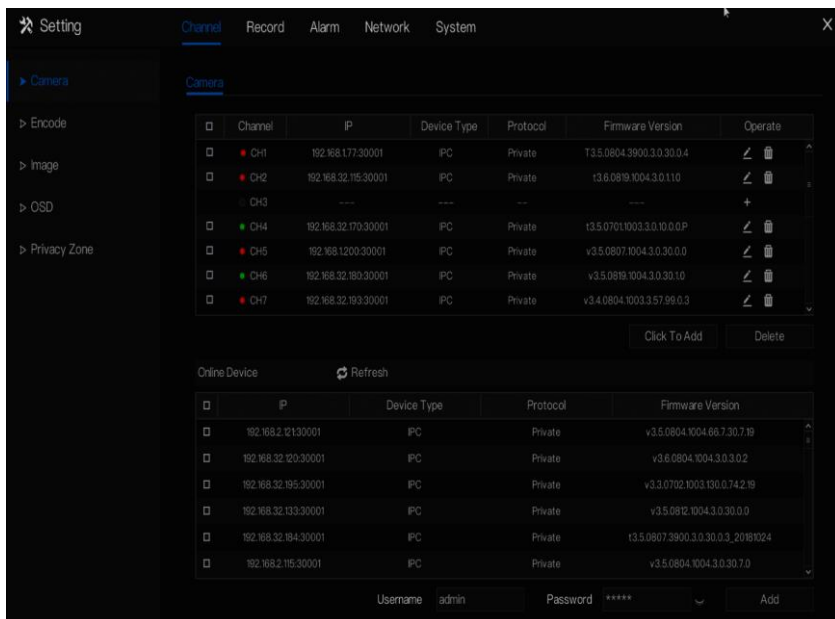 Setting Channel Record Alarm Network System X
Camera
Encode
Image
OSD
Privacy Zone
Camera
Channel IP Device Type Protocol Firmware Version Operate
CH1 192.168.1.77:30001 IPC Private T3.5.0804.3900.3.0.30.0.4
CH2 192.168.32.115:30001 IPC Private t3.6.0819.1004.3.0.1.1.0
CH3 --- --- -- --- +
CH4 192.168.32.170:30001 IPC Private t3.5.0701.1003.3.0.10.0.0.P
CH5 192.168.1.200:30001 IPC Private v3.5.0807.1004.3.0.30.0.0
CH6 192.168.32.180:30001 IPC Private v3.5.0819.1004.3.0.30.1.0
CH7 192.168.32.193:30001 IPC Private v3.4.0804.1003.3.57.99.0.3
Click To Add Delete
Online Device Refresh
IP Device Type Protocol Firmware Version
192.168.2.121:30001 IPC Private v3.5.0804.1004.66.7.30.7.19
192.168.32.120:30001 IPC Private v3.6.0804.1004.3.0.3.0.2
192.168.32.195:30001 IPC Private v3.3.0702.1003.130.0.74.2.19
192.168.32.133:30001 IPC Private v3.5.0812.1004.3.0.30.0.0
192.168.32.184:30001 IPC Private t3.5.0807.3900.3.0.30.0.3_20181024
192.168.2.115:30001 IPC Private v3.5.0804.1004.3.0.30.7.0
Username admin Password ***** Add